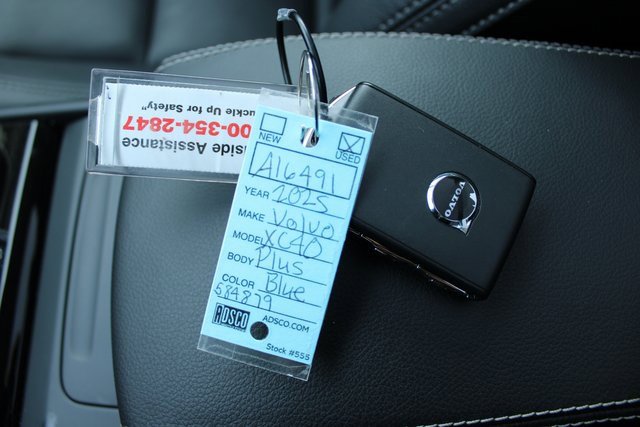 NEW
USED
A16491
YEAR 2025
MAKE Volvo
MODEL XC40
BODY Plus
COLOR Blue
584879
ADSCO ADSCO.COM
Stock #555
side Assistance
00-354-2847
uckle Up for Safety"
VOLVO